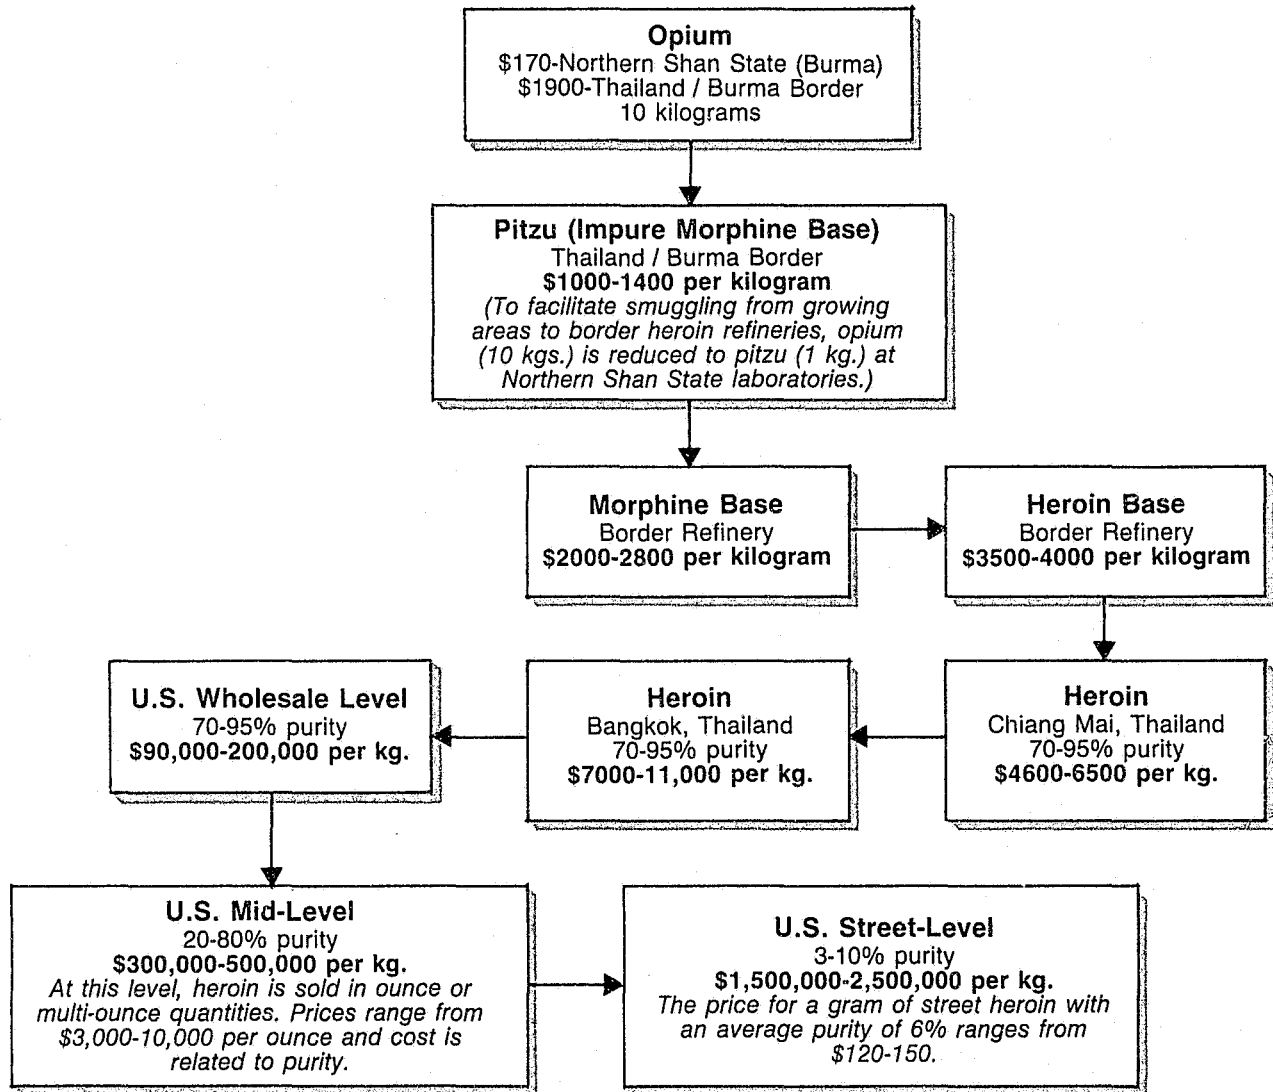 Opium
$170-Northern Shan State (Burma)
$1900-Thailand / Burma Border
10 kilograms
Pitzu (Impure Morphine Base)
Thailand / Burma Border
$1000-1400 per kilogram
(To facilitate smuggling from growing
areas to border heroin refineries, opium
(10 kgs.) is reduced to pitzu (1 kg.) at
Northern Shan State laboratories.)
Morphine Base
Border Refinery
$2000-2800 per kilogram
Heroin Base
Border Refinery
$3500-4000 per kilogram
Heroin
Chiang Mai, Thailand
70-95% purity
$4600-6500 per kg.
Heroin
Bangkok, Thailand
70-95% purity
$7000-11,000 per kg.
U.S. Wholesale Level
70-95% purity
$90,000-200,000 per kg.
U.S. Mid-Level
20-80% purity
$300,000-500,000 per kg.
At this level, heroin is sold in ounce or
multi-ounce quantities. Prices range from
$3,000-10,000 per ounce and cost is
related to purity.
U.S. Street-Level
3-10% purity
$1,500,000-2,500,000 per kg.
The price for a gram of street heroin with
an average purity of 6% ranges from
$120-150.